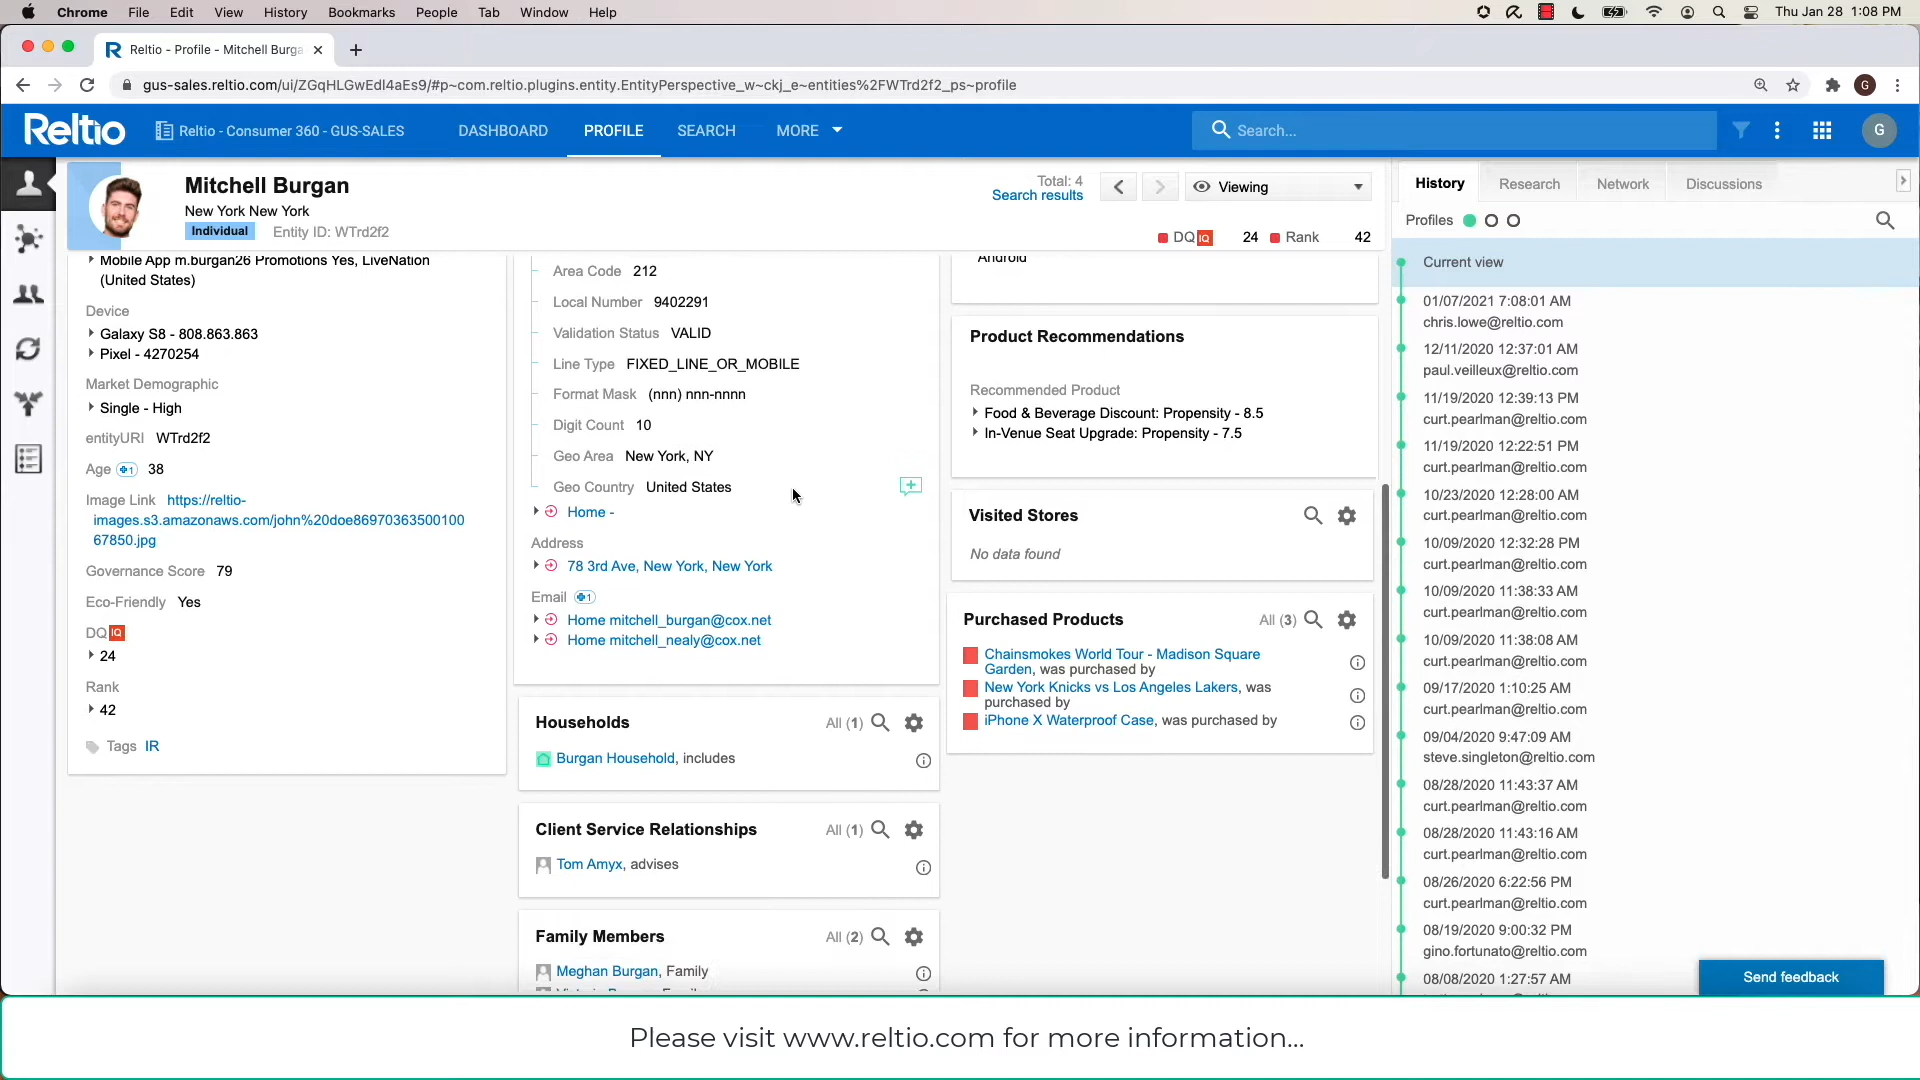 Chrome File Edit View History Bookmarks People Tab Window Help
Thu Jan 28 1:08 PM
Reltio - Profile - Mitchell Burga
gus-sales.reltio.com/ui/ZGqHLGwEdl4aEs9/#p~com.reltio.plugins.entity.EntityPerspective_w~ckj_e~entities%2FWTrd2f2_ps~profile
G
Reltio
Reltio - Consumer 360 - GUS-SALES
DASHBOARD PROFILE SEARCH MORE
Search...
G
Mitchell Burgan
New York New York
Individual Entity ID: WTrd2f2
Total: 4
Search results
Viewing
DQ IQ 24 Rank 42
Mobile App m.burgan26 Promotions Yes, LiveNation
(United States)
Device
Galaxy S8 - 808.863.863
Pixel - 4270254
Market Demographic
Single - High
entityURI WTrd2f2
Age +1 38
Image Link https://reltio-
images.s3.amazonaws.com/john%20doe86970363500100
67850.jpg
Governance Score 79
Eco-Friendly Yes
DQ IQ
24
Rank
42
Tags IR
Area Code 212
Local Number 9402291
Validation Status VALID
Line Type FIXED_LINE_OR_MOBILE
Format Mask (nnn) nnn-nnnn
Digit Count 10
Geo Area New York, NY
Geo Country United States
Home -
Address
78 3rd Ave, New York, New York
Email +1
Home mitchell_burgan@cox.net
Home mitchell_nealy@cox.net
Households All (1)
Burgan Household, includes
Client Service Relationships All (1)
Tom Amyx, advises
Family Members All (2)
Meghan Burgan, Family
Android
Product Recommendations
Recommended Product
Food & Beverage Discount: Propensity - 8.5
In-Venue Seat Upgrade: Propensity - 7.5
Visited Stores
No data found
Purchased Products All (3)
Chainsmokes World Tour - Madison Square
Garden, was purchased by
New York Knicks vs Los Angeles Lakers, was
purchased by
iPhone X Waterproof Case, was purchased by
History Research Network Discussions
Profiles
Current view
01/07/2021 7:08:01 AM
chris.lowe@reltio.com
12/11/2020 12:37:01 AM
paul.veilleux@reltio.com
11/19/2020 12:39:13 PM
curt.pearlman@reltio.com
11/19/2020 12:22:51 PM
curt.pearlman@reltio.com
10/23/2020 12:28:00 AM
curt.pearlman@reltio.com
10/09/2020 12:32:28 PM
curt.pearlman@reltio.com
10/09/2020 11:38:33 AM
curt.pearlman@reltio.com
10/09/2020 11:38:08 AM
curt.pearlman@reltio.com
09/17/2020 1:10:25 AM
curt.pearlman@reltio.com
09/04/2020 9:47:09 AM
steve.singleton@reltio.com
08/28/2020 11:43:37 AM
curt.pearlman@reltio.com
08/28/2020 11:43:16 AM
curt.pearlman@reltio.com
08/26/2020 6:22:56 PM
curt.pearlman@reltio.com
08/19/2020 9:00:32 PM
gino.fortunato@reltio.com
08/08/2020 1:27:57 AM
Send feedback
Please visit www.reltio.com for more information...